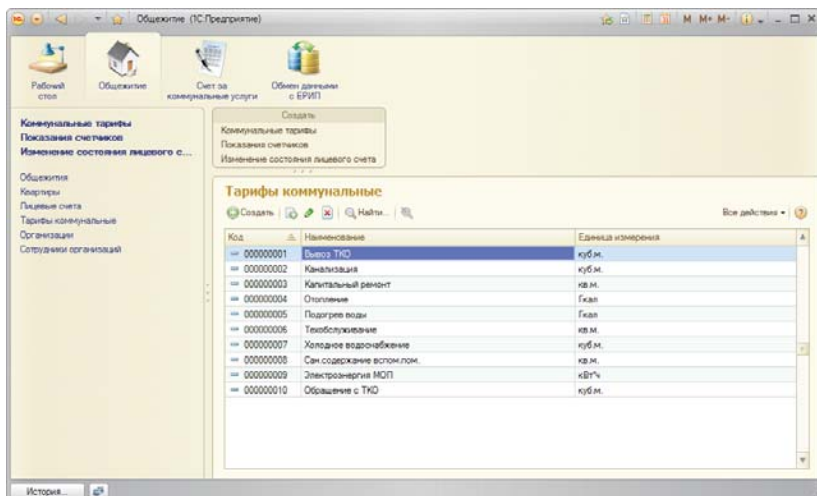 Общежитие (1С:Предприятие)
M M+ M-
Рабочий стол
Общежитие
Счет за коммунальные услуги
Обмен данными с ЕРИП
Коммунальные тарифы
Показания счетчиков
Изменение состояния лицевого с...
Общежития
Квартиры
Лицевые счета
Тарифы коммунальные
Организации
Сотрудники организаций
Создать
Коммунальные тарифы
Показания счетчиков
Изменение состояния лицевого счета
Тарифы коммунальные
Создать Найти... Все действия
Код Наименование Единица измерения
000000001 Вывоз ТКО куб.м.
000000002 Канализация куб.м.
000000003 Капитальный ремонт кв.м.
000000004 Отопление Гкал
000000005 Подогрев воды Гкал
000000006 Техобслуживание кв.м.
000000007 Холодное водоснабжение куб.м.
000000008 Сан.содержание вспом.пом. кв.м.
000000009 Электроэнергия МОП кВт*ч
000000010 Обращение с ТКО куб.м.
История...